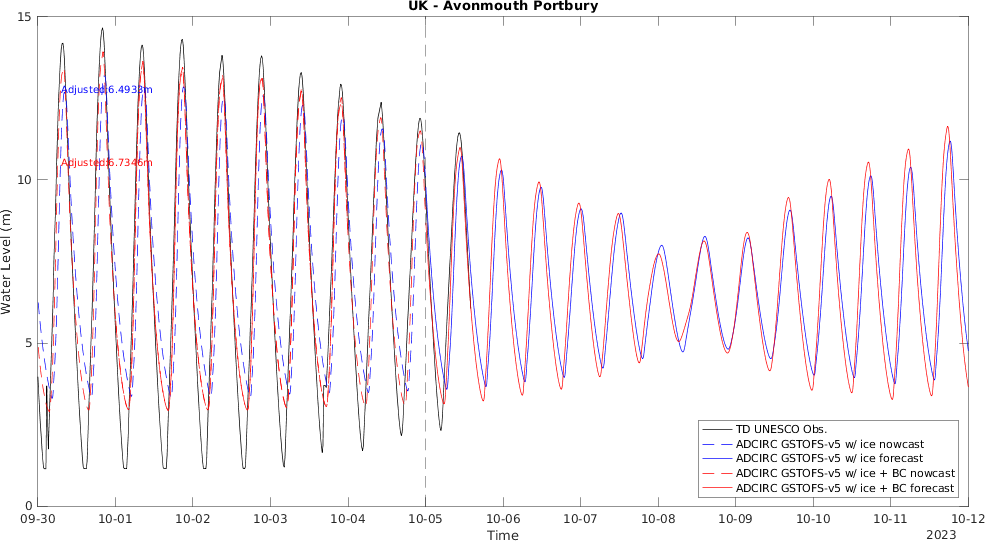 UK - Avonmouth Portbury
15
10
5
0
Water Level (m)
Adjusted:6.4933m
Adjusted:6.7346m
TD UNESCO Obs.
ADCIRC GSTOFS-v5 w/ ice nowcast
ADCIRC GSTOFS-v5 w/ ice forecast
ADCIRC GSTOFS-v5 w/ ice + BC nowcast
ADCIRC GSTOFS-v5 w/ ice + BC forecast
09-30 10-01 10-02 10-03 10-04 10-05 10-06 10-07 10-08 10-09 10-10 10-11 10-12
Time
2023